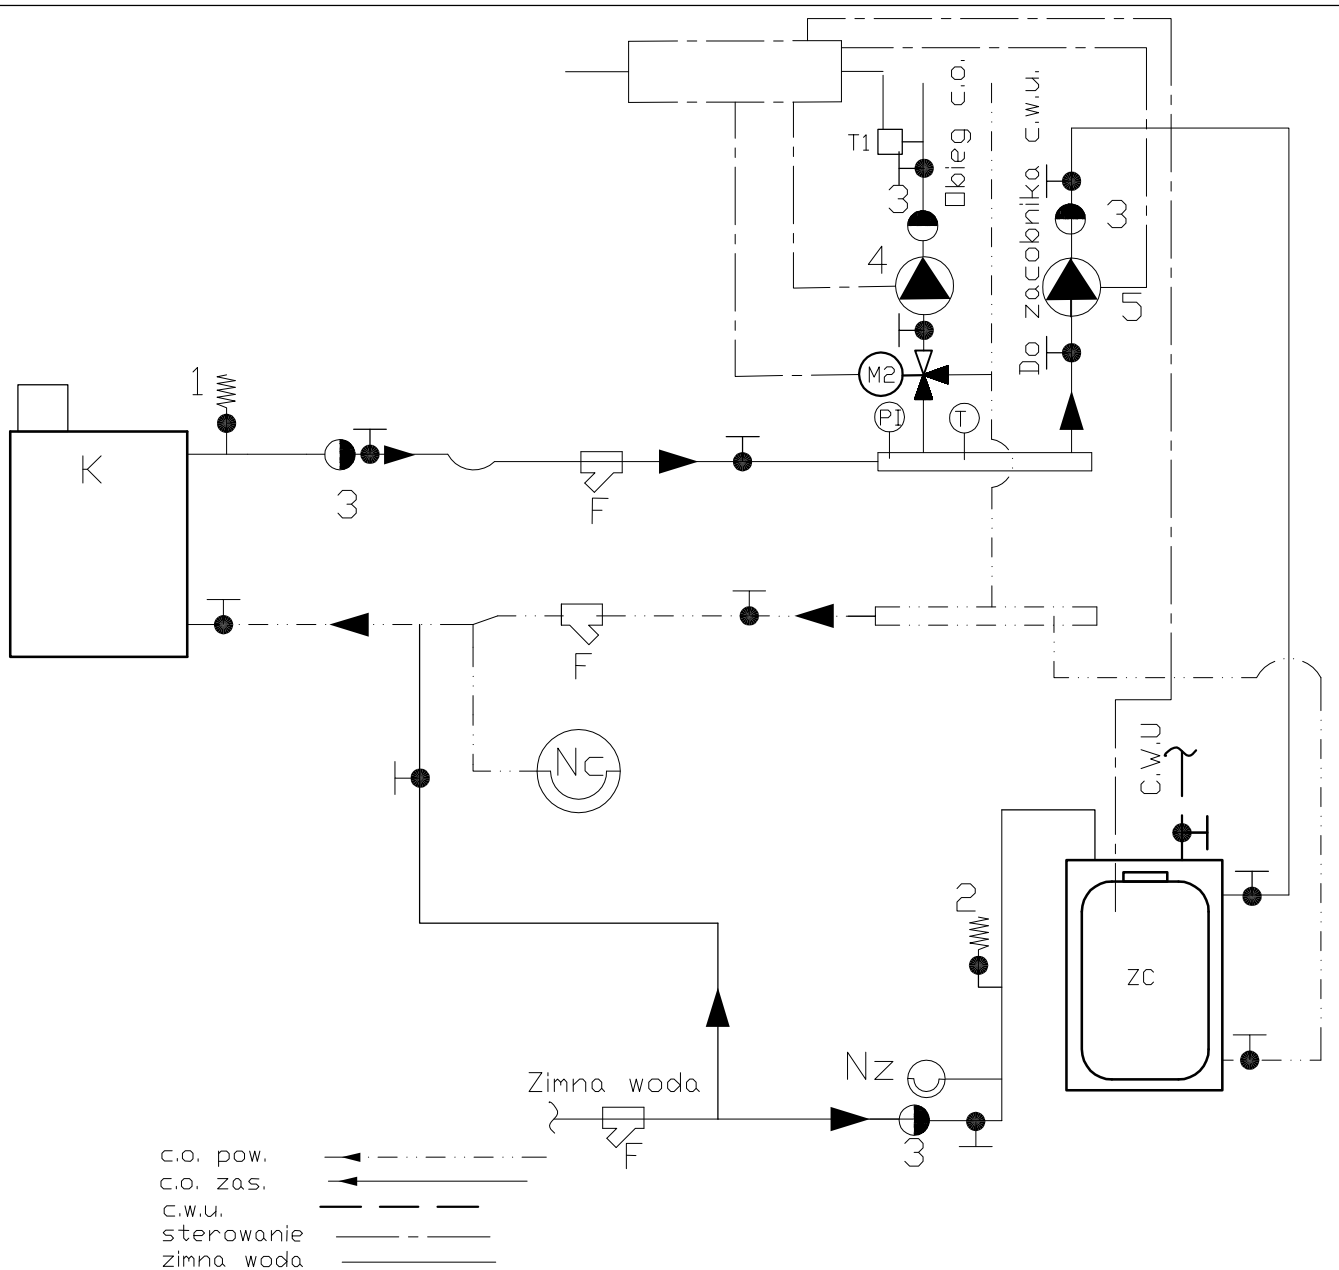 T1
Obieg c.o.
Do zacobnika c.w.u.
3
3
4
5
M2
1
PI
T
K
3
F
F
Nc
C.W.U
2
ZC
Nz
Zimna woda
F
3
c.o. pow.
c.o. zas.
c.w.u.
sterowanie
zimna woda